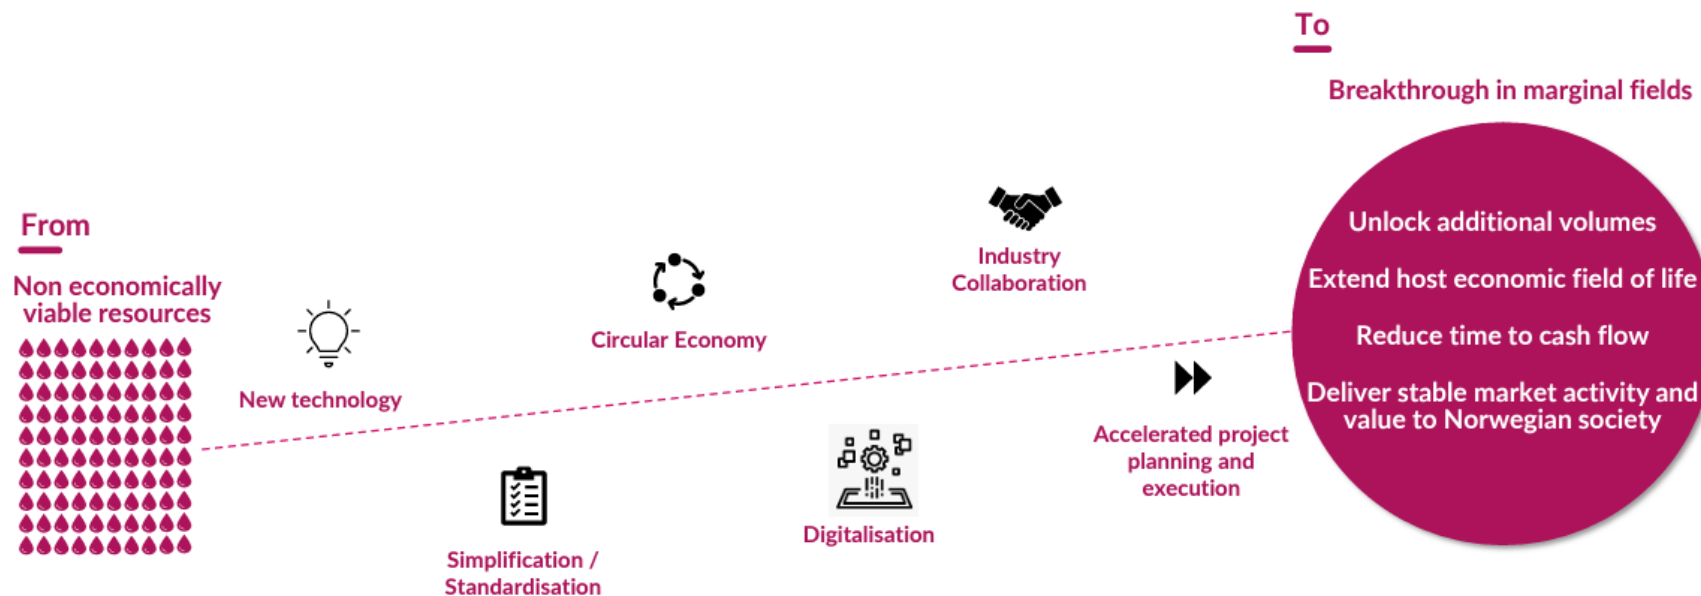 From
Non economically
viable resources
New technology
Simplification /
Standardisation
Circular Economy
Digitalisation
Industry
Collaboration
Accelerated project
planning and
execution
To
Breakthrough in marginal fields
Unlock additional volumes
Extend host economic field of life
Reduce time to cash flow
Deliver stable market activity and
value to Norwegian society